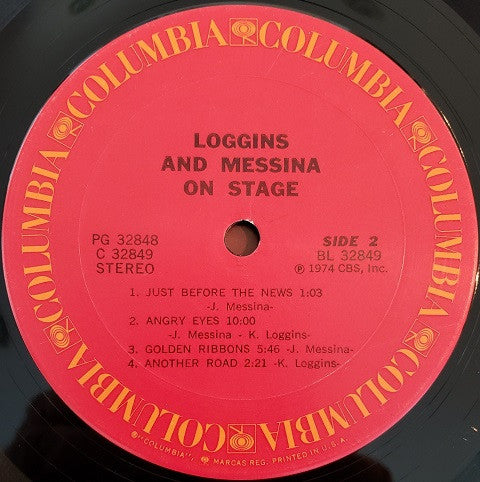 COLUMBIA COLUMBIA COLUMBIA COLUMBIA COLUMBIA COLUMBIA
LOGGINS
AND MESSINA
ON STAGE
PG 32848
C 32849
STEREO
SIDE 2
BL 32849
Ⓟ 1974 CBS, Inc.
1. JUST BEFORE THE NEWS 1:03
-J. Messina-
2. ANGRY EYES 10:00
-J. Messina - K. Loggins-
3. GOLDEN RIBBONS 5:46 -J. Messina-
4. ANOTHER ROAD 2:21 -K. Loggins-
® "COLUMBIA", MARCAS REG. PRINTED IN U.S.A.